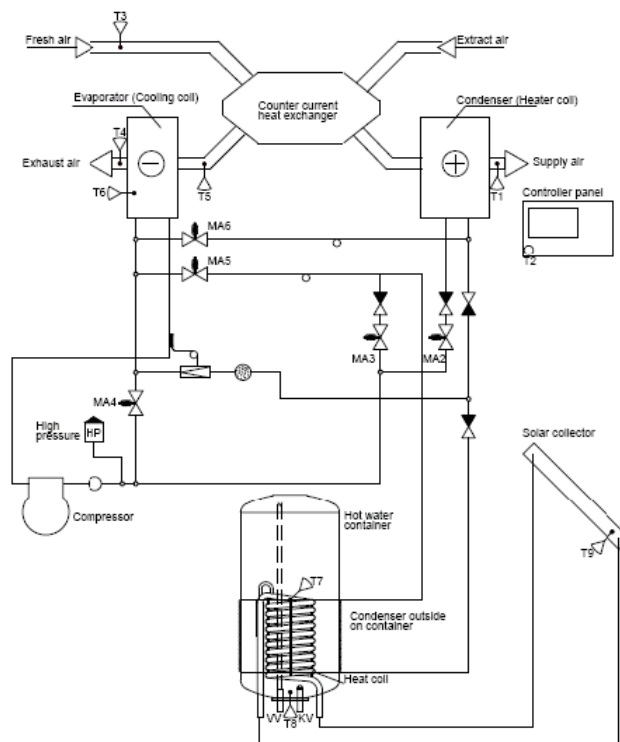 T3
Fresh air
Extract air
Evaporator (Cooling coil)
Counter current
heat exchanger
Condenser (Heater coil)
T4
Exhaust air
T6
T5
T1
Supply air
Controller panel
T2
MA6
MA5
MA3
MA2
MA4
High
pressure
HP
Compressor
Solar collector
T9
Hot water
container
T7
Condenser outside
on container
Heat coil
VV
T8
KV